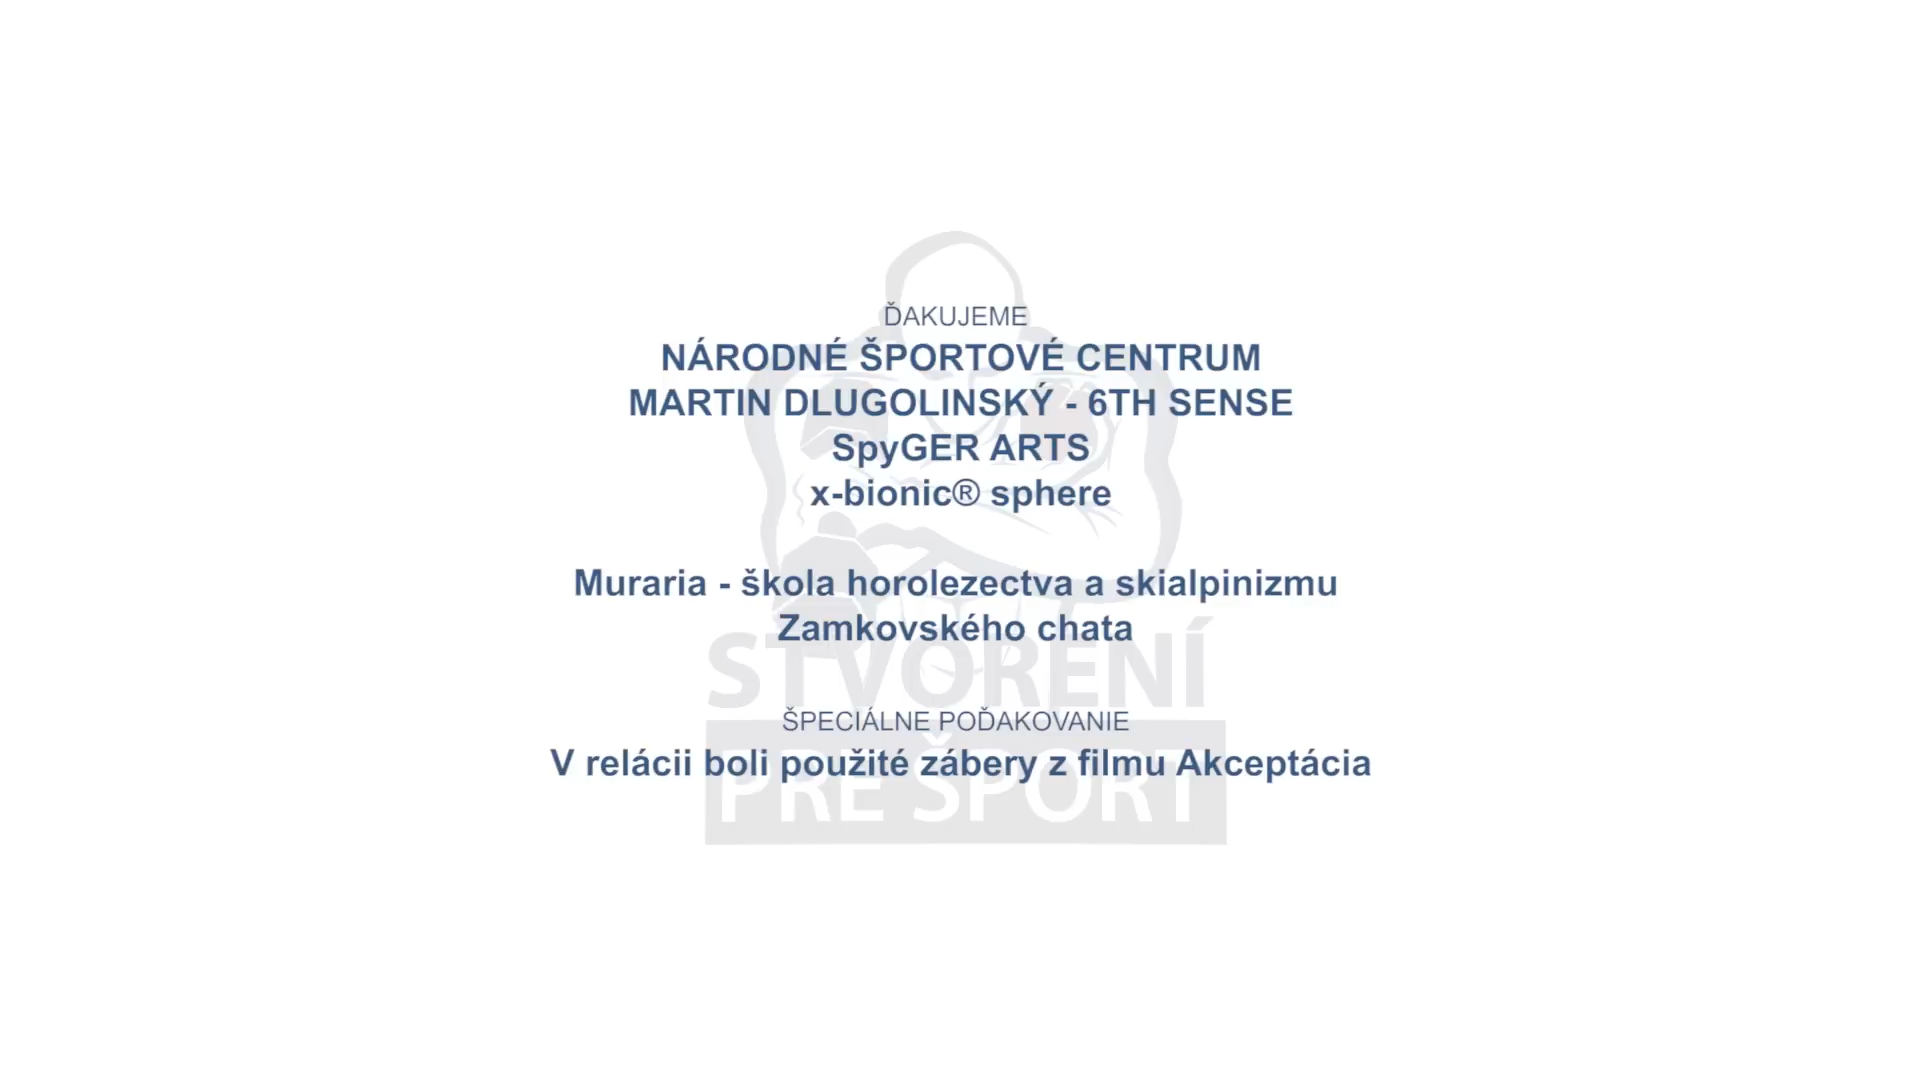 ĎAKUJEME
NÁRODNÉ ŠPORTOVÉ CENTRUM
MARTIN DLUGOLINSKÝ - 6TH SENSE
SpyGER ARTS
x-bionic® sphere
Muraria - škola horolezectva a skialpinizmu
Zamkovského chata
STVORENÍ
ŠPECIÁLNE POĎAKOVANIE
V relácii boli použité zábery z filmu Akceptácia
PRE ŠPORT